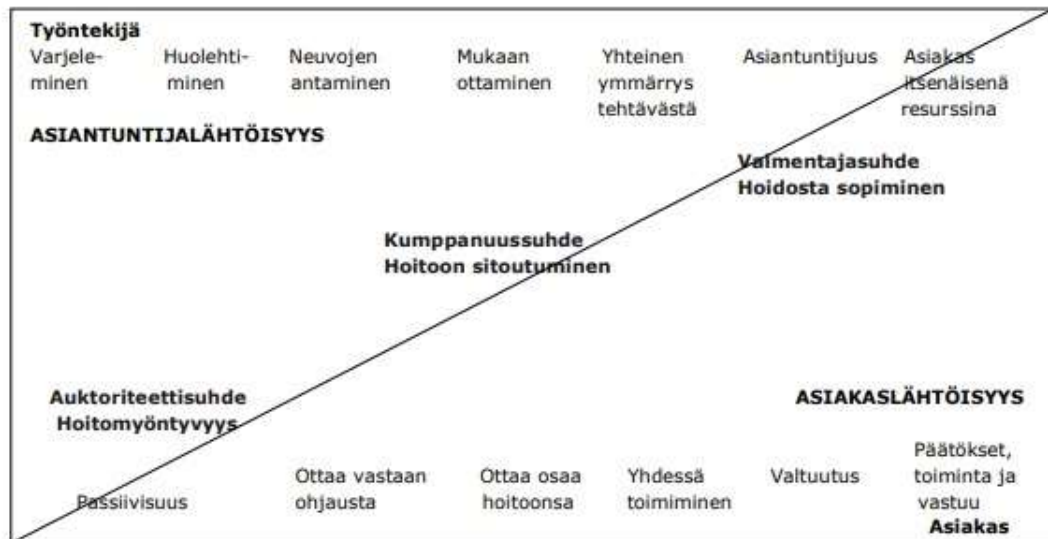 Työntekijä
Varjele-
minen
Huolehti-
minen
Neuvojen
antaminen
Mukaan
ottaminen
Yhteinen
ymmärrys
tehtävästä
Asiantuntijuus
Asiakas
itsenäisenä
resurssina
ASIANTUNTIJALÄHTÖISYYS
Valmentajasuhde
Hoidosta sopiminen
Kumppanuussuhde
Hoitoon sitoutuminen
Auktoriteettisuhde
Hoitomyöntyvyys
ASIAKASLÄHTÖISYYS
Passiivisuus
Ottaa vastaan
ohjausta
Ottaa osaa
hoitoonsa
Yhdessä
toimiminen
Valtuutus
Päätökset,
toiminta ja
vastuu
Asiakas